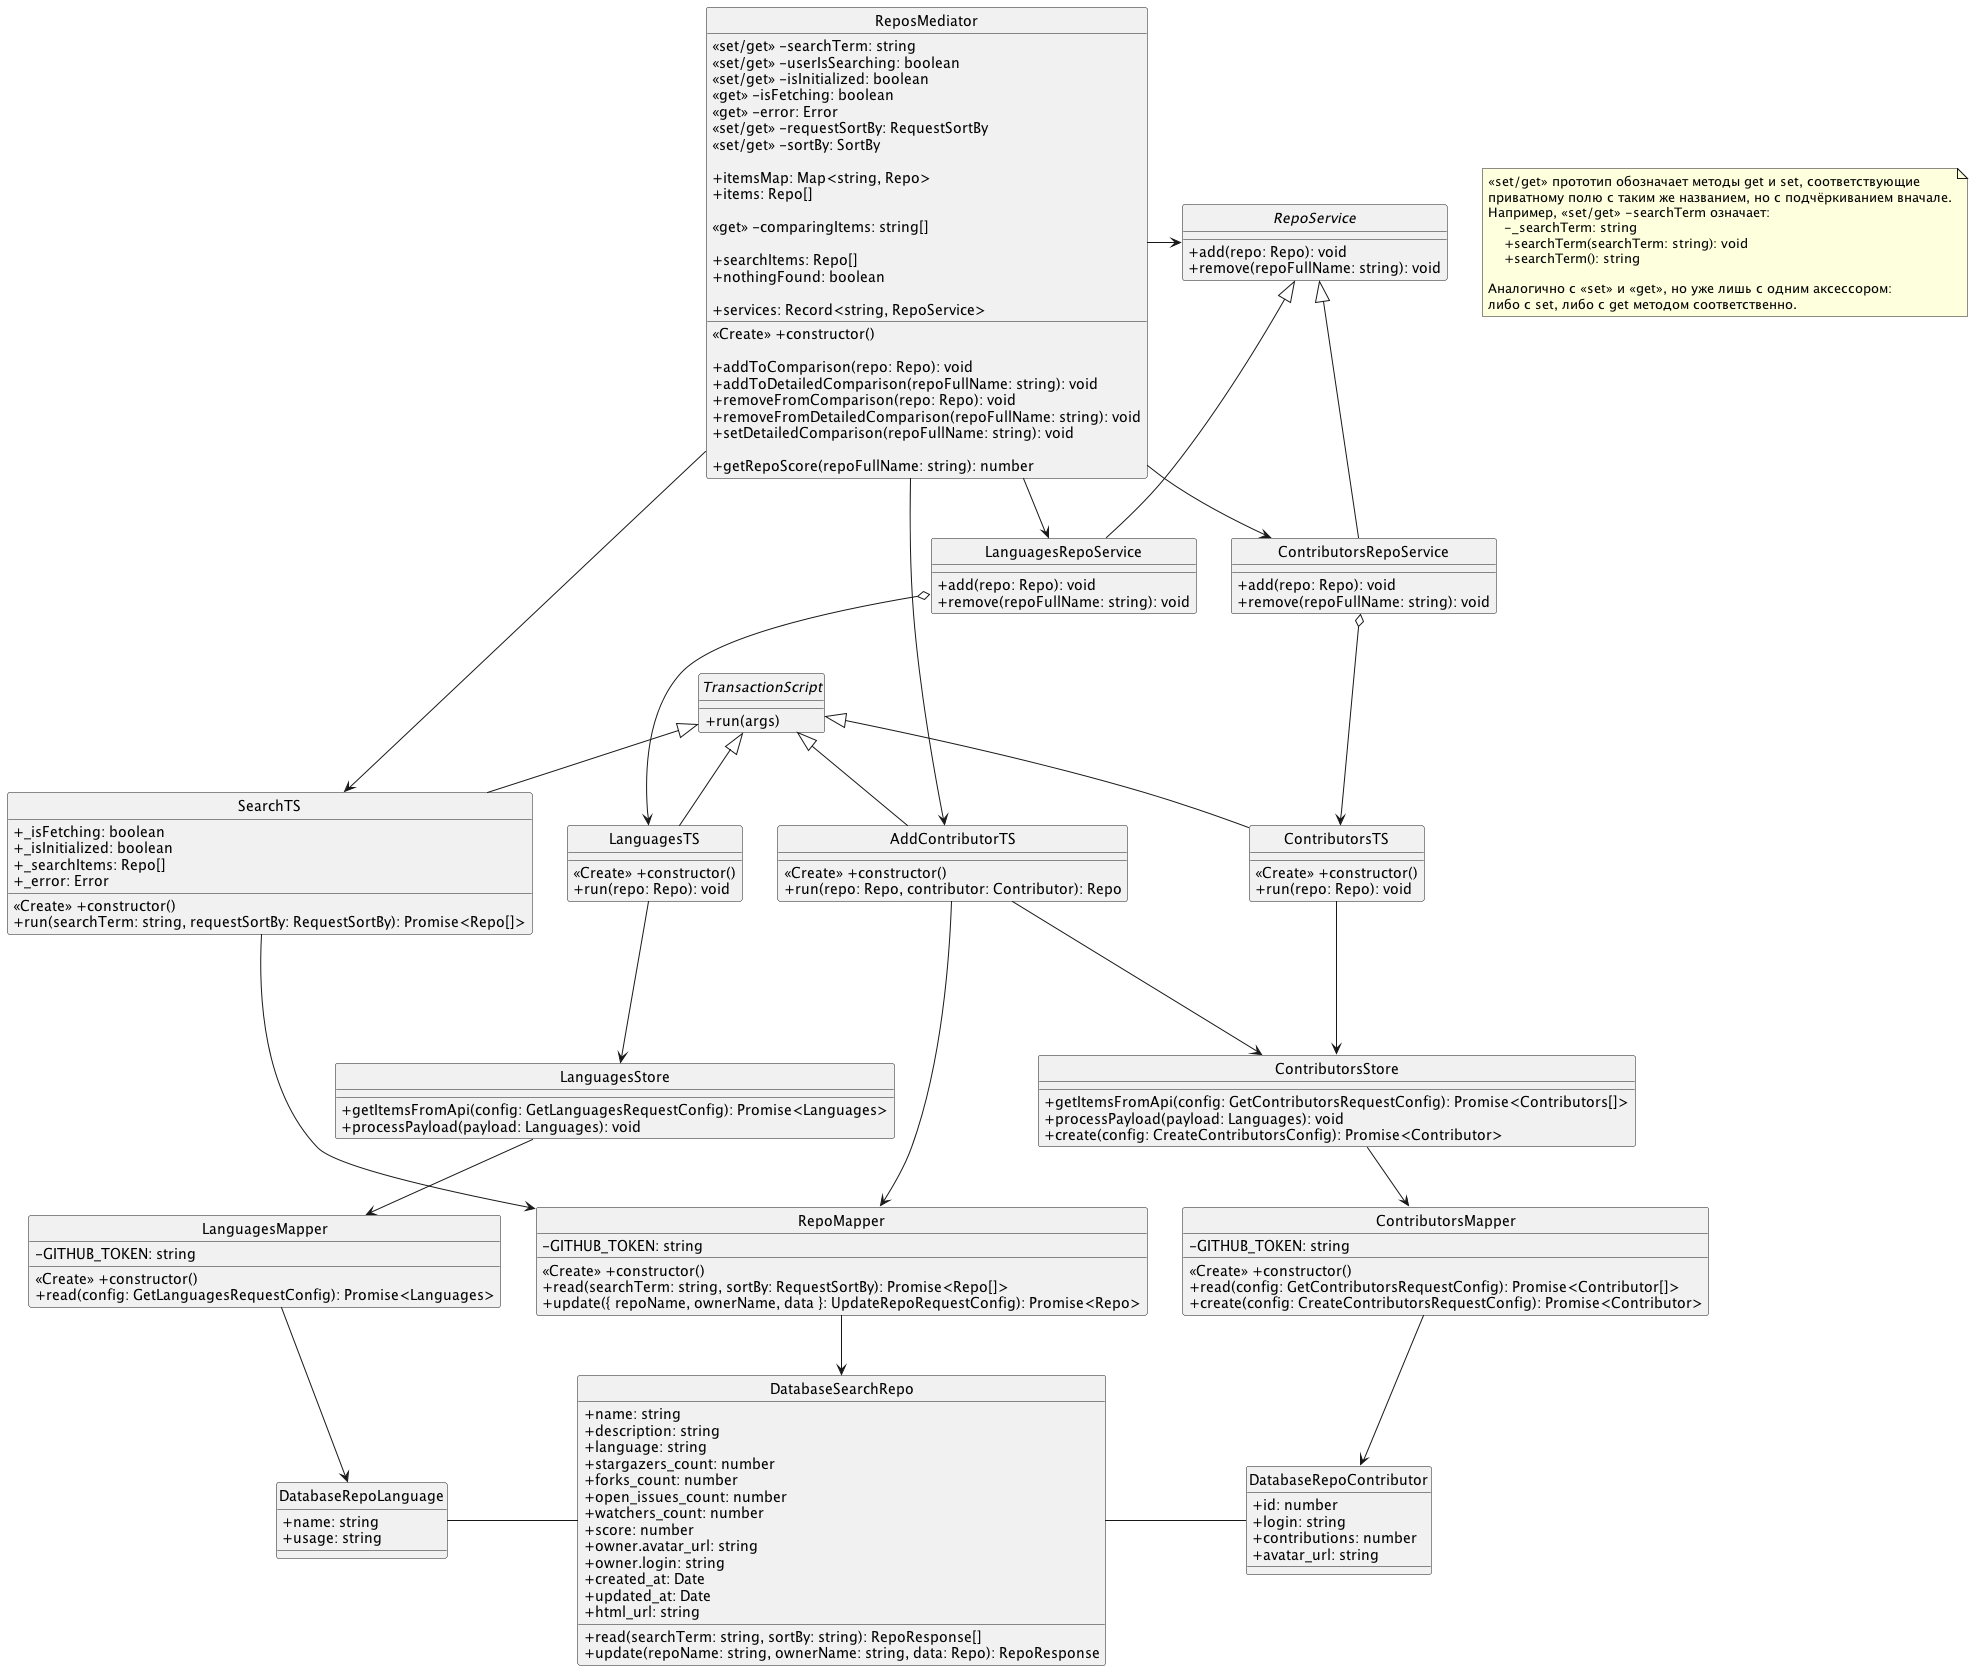 ReposMediator
«set/get» -searchTerm: string
«set/get» -userIsSearching: boolean
«set/get» -isInitialized: boolean
«get» -isFetching: boolean
«get» -error: Error
«set/get» -requestSortBy: RequestSortBy
«set/get» -sortBy: SortBy
+itemsMap: Map<string, Repo>
+items: Repo[]
«get» -comparingItems: string[]
+searchItems: Repo[]
+nothingFound: boolean
+services: Record<string, RepoService>
«Create» +constructor()
+addToComparison(repo: Repo): void
+addToDetailedComparison(repoFullName: string): void
+removeFromComparison(repo: Repo): void
+removeFromDetailedComparison(repoFullName: string): void
+setDetailedComparison(repoFullName: string): void
+getRepoScore(repoFullName: string): number
RepoService
+add(repo: Repo): void
+remove(repoFullName: string): void
«set/get» прототип обозначает методы get и set, соответствующие
приватному полю с таким же названием, но с подчёркиванием вначале.
Например, «set/get» -searchTerm означает:
-_searchTerm: string
+searchTerm(searchTerm: string): void
+searchTerm(): string
Аналогично с «set» и «get», но уже лишь с одним аксессором:
либо с set, либо с get методом соответственно.
LanguagesRepoService
+add(repo: Repo): void
+remove(repoFullName: string): void
ContributorsRepoService
+add(repo: Repo): void
+remove(repoFullName: string): void
TransactionScript
+run(args)
SearchTS
+_isFetching: boolean
+_isInitialized: boolean
+_searchItems: Repo[]
+_error: Error
«Create» +constructor()
+run(searchTerm: string, requestSortBy: RequestSortBy): Promise<Repo[]>
LanguagesTS
«Create» +constructor()
+run(repo: Repo): void
AddContributorTS
«Create» +constructor()
+run(repo: Repo, contributor: Contributor): Repo
ContributorsTS
«Create» +constructor()
+run(repo: Repo): void
LanguagesStore
+getItemsFromApi(config: GetLanguagesRequestConfig): Promise<Languages>
+processPayload(payload: Languages): void
ContributorsStore
+getItemsFromApi(config: GetContributorsRequestConfig): Promise<Contributors[]>
+processPayload(payload: Languages): void
+create(config: CreateContributorsConfig): Promise<Contributor>
LanguagesMapper
-GITHUB_TOKEN: string
«Create» +constructor()
+read(config: GetLanguagesRequestConfig): Promise<Languages>
RepoMapper
-GITHUB_TOKEN: string
«Create» +constructor()
+read(searchTerm: string, sortBy: RequestSortBy): Promise<Repo[]>
+update({ repoName, ownerName, data }: UpdateRepoRequestConfig): Promise<Repo>
ContributorsMapper
-GITHUB_TOKEN: string
«Create» +constructor()
+read(config: GetContributorsRequestConfig): Promise<Contributor[]>
+create(config: CreateContributorsRequestConfig): Promise<Contributor>
DatabaseRepoLanguage
+name: string
+usage: string
DatabaseSearchRepo
+name: string
+description: string
+language: string
+stargazers_count: number
+forks_count: number
+open_issues_count: number
+watchers_count: number
+score: number
+owner.avatar_url: string
+owner.login: string
+created_at: Date
+updated_at: Date
+html_url: string
+read(searchTerm: string, sortBy: string): RepoResponse[]
+update(repoName: string, ownerName: string, data: Repo): RepoResponse
DatabaseRepoContributor
+id: number
+login: string
+contributions: number
+avatar_url: string